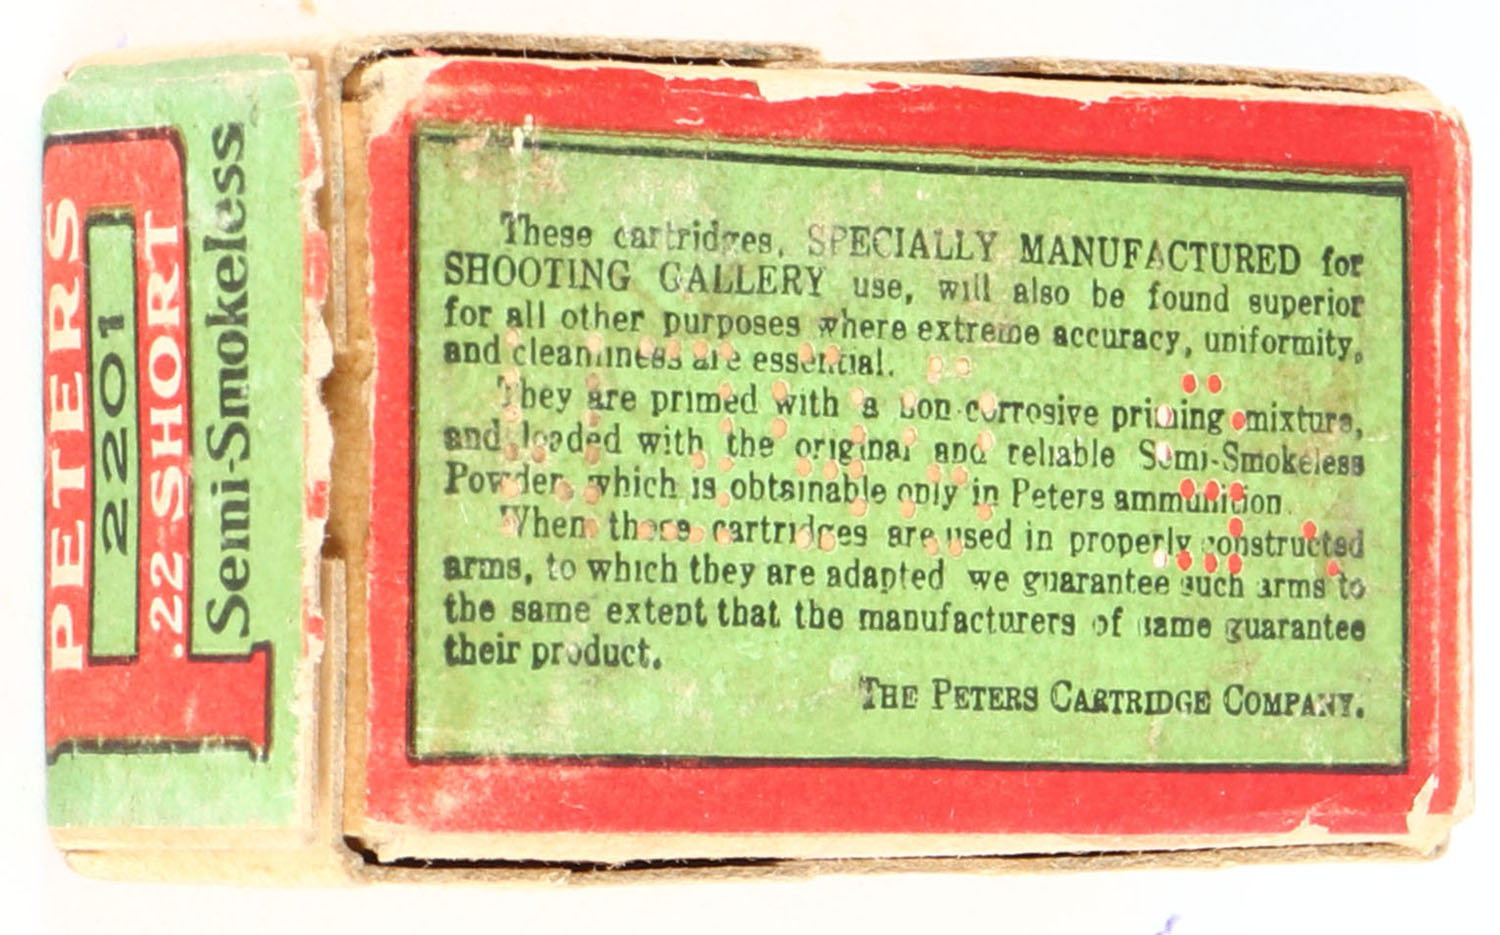 PETERS
2201
.22 SHORT
Semi-Smokeless
These cartridges, SPECIALLY MANUFACTURED for
SHOOTING GALLERY use, will also be found superior
for all other purposes where extreme accuracy, uniformity,
and cleanliness are essential.
They are primed with a non-corrosive priming mixture,
and loaded with the original and reliable Semi-Smokeless
Powder, which is obtainable only in Peters ammunition.
When these cartridges are used in properly constructed
arms, to which they are adapted we guarantee such arms to
the same extent that the manufacturers of same guarantee
their product.
THE PETERS CARTRIDGE COMPANY.